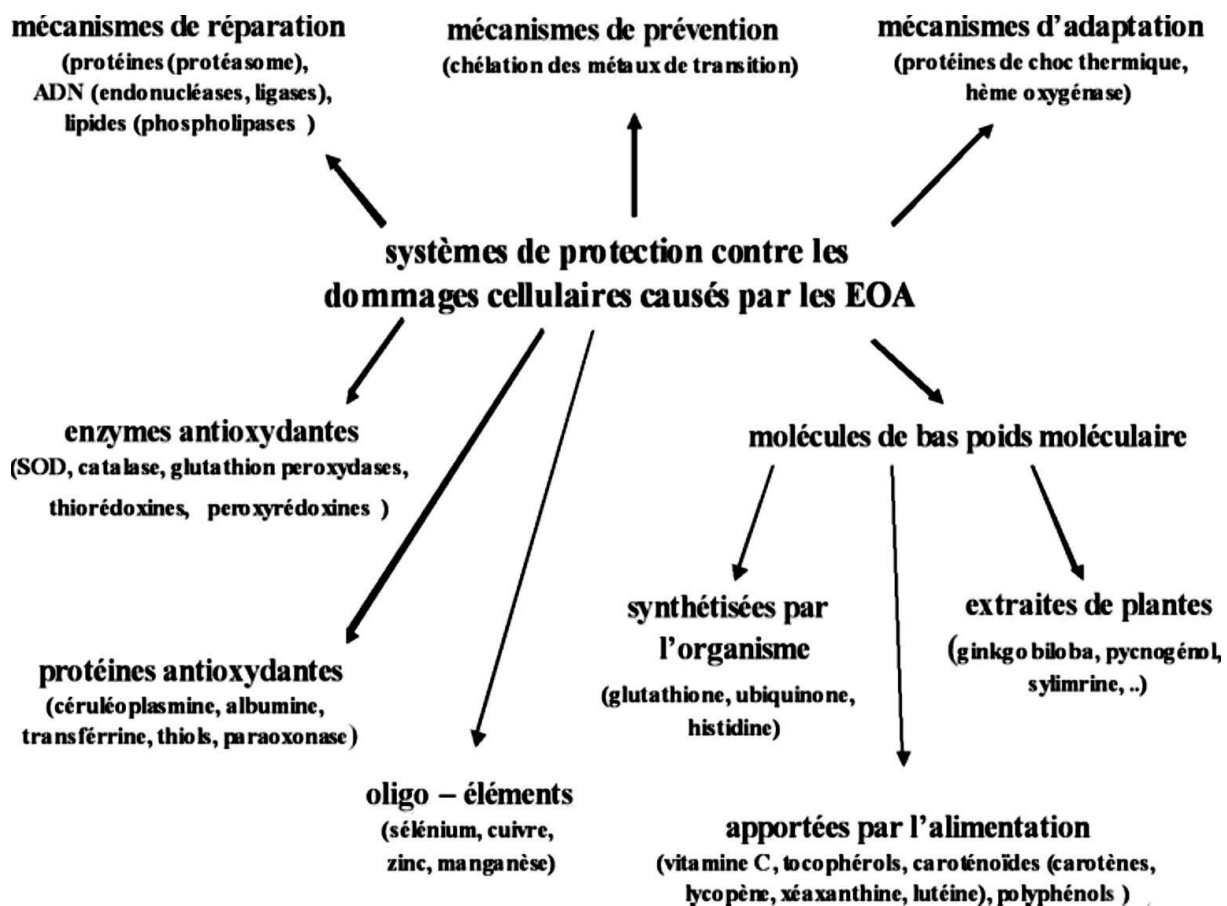 mécanismes de réparation
(protéines (protéasome),
ADN (endonucléases, ligases),
lipides (phospholipases )
mécanismes de prévention
(chélation des métaux de transition)
mécanismes d'adaptation
(protéines de choc thermique,
hème oxygénase)
systèmes de protection contre les
dommages cellulaires causés par les EOA
enzymes antioxydantes
(SOD, catalase, glutathion peroxydases,
thiorédoxines, peroxyrédoxines )
molécules de bas poids moléculaire
protéines antioxydantes
(céruléoplasmine, albumine,
transférrine, thiols, paraoxonase)
synthétisées par
l'organisme
(glutathione, ubiquinone,
histidine)
extraites de plantes
(ginkgo biloba, pycnogénol,
sylimrine, ..)
oligo – éléments
(sélénium, cuivre,
zinc, manganèse)
apportées par l'alimentation
(vitamine C, tocophérols, caroténoïdes (carotènes,
lycopène, xéaxanthine, lutéine), polyphénols )